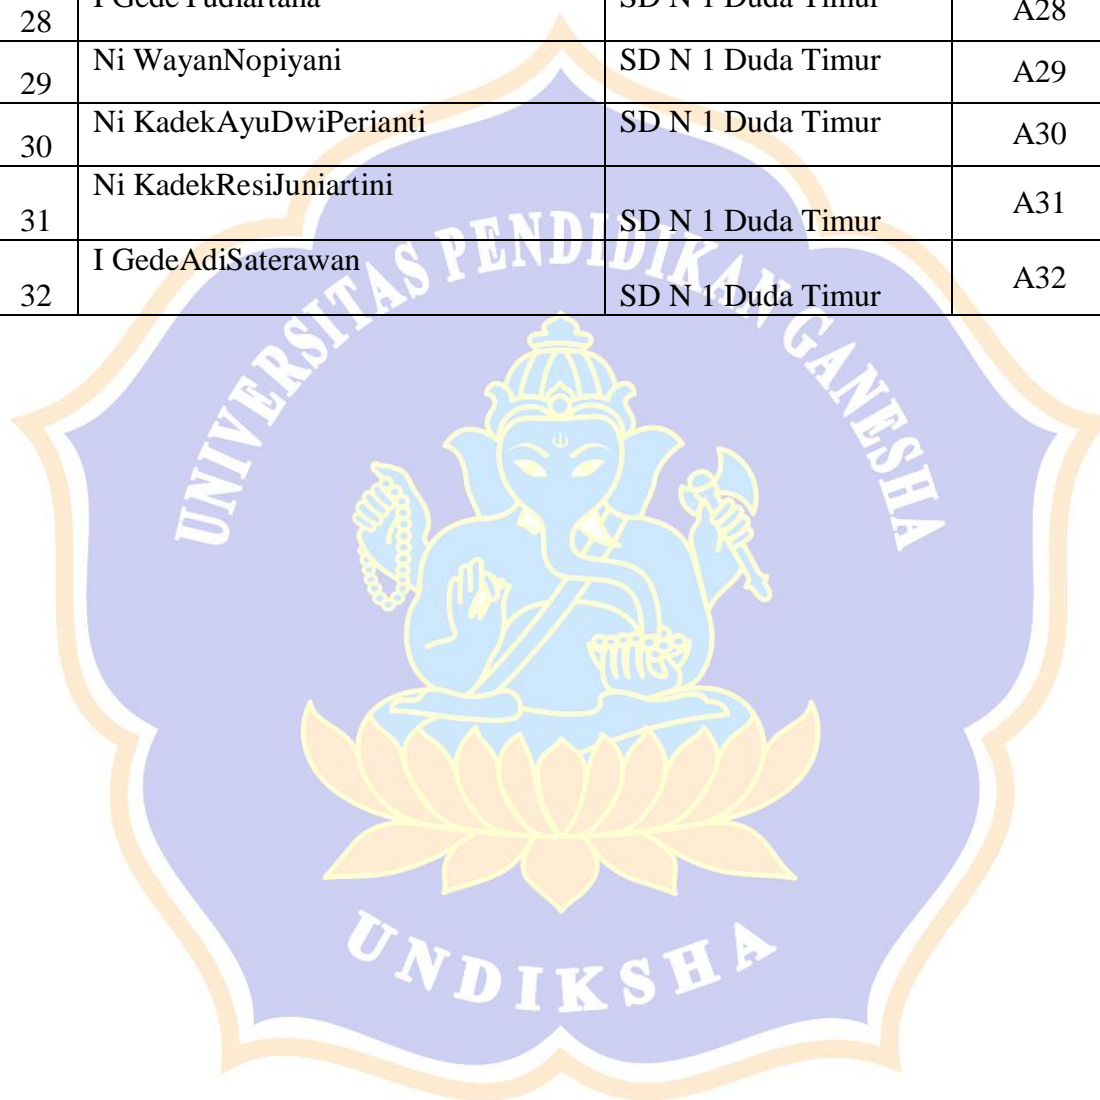 28 I Gede Pudiartana SD N 1 Duda Timur A28
29 Ni WayanNopiyani SD N 1 Duda Timur A29
30 Ni KadekAyuDwiPerianti SD N 1 Duda Timur A30
31 Ni KadekResiJuniartini SD N 1 Duda Timur A31
32 I GedeAdiSaterawan SD N 1 Duda Timur A32
UNIVERSITAS PENDIDIKAN GANESHA
UNDIKSHA